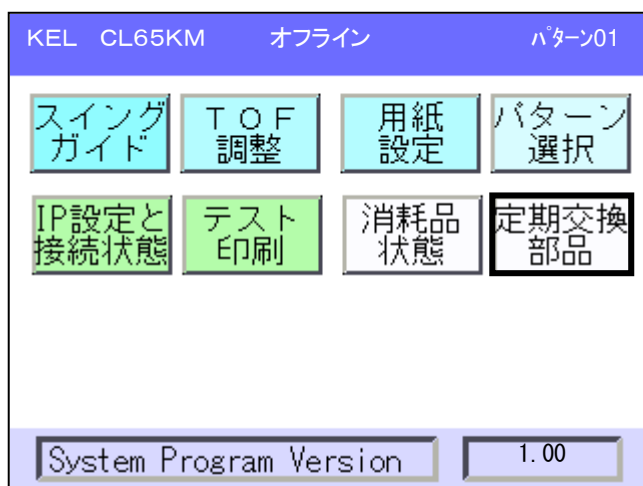 KEL CL65KM オフライン ﾊﾟﾀｰﾝ01
スイング
ガイド
ＴＯＦ
調整
用紙
設定
パターン
選択
IP設定と
接続状態
テスト
印刷
消耗品
状態
定期交換
部品
System Program Version 1.00